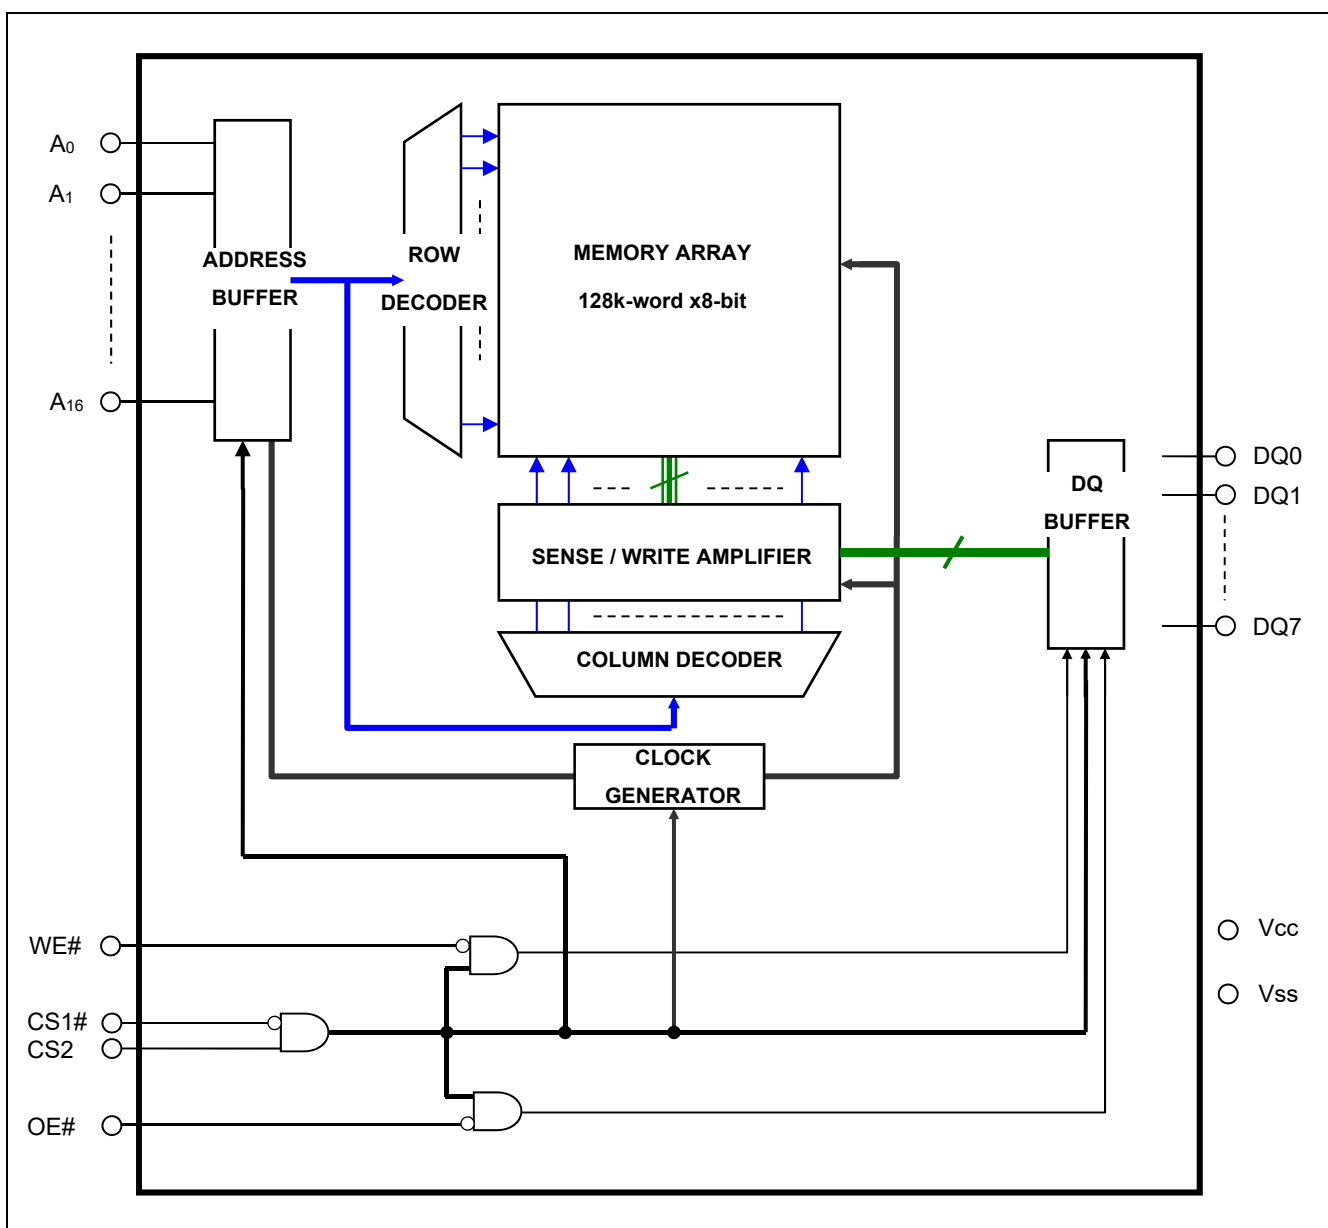 A0
A1
A16
ADDRESS
BUFFER
ROW
DECODER
MEMORY ARRAY
128k-word x8-bit
SENSE / WRITE AMPLIFIER
COLUMN DECODER
CLOCK
GENERATOR
DQ
BUFFER
DQ0
DQ1
DQ7
WE#
CS1#
CS2
OE#
Vcc
Vss